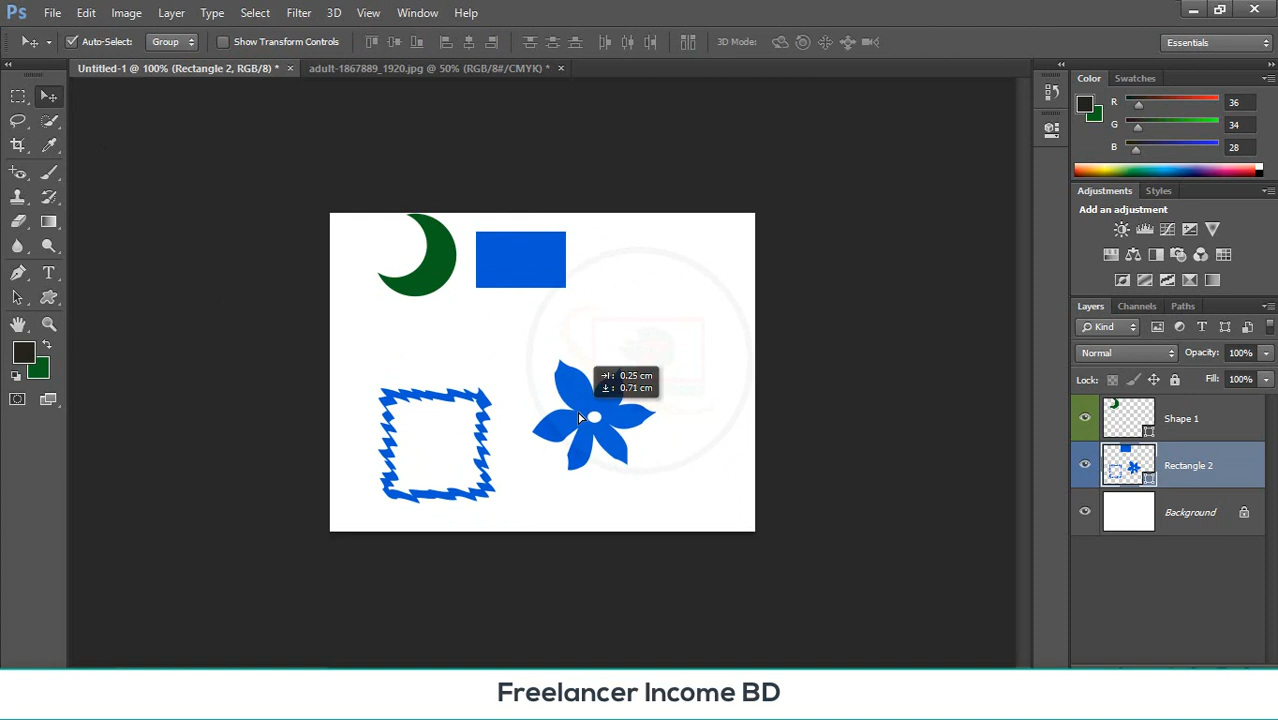 Ps File Edit Image Layer Type Select Filter 3D View Window Help
Auto-Select: Group Show Transform Controls 3D Mode: Essentials
Untitled-1 @ 100% (Rectangle 2, RGB/8) * × adult-1867889_1920.jpg @ 50% (RGB/8#/CMYK) * ×
Color Swatches
R 36
G 34
B 28
Adjustments Styles
Add an adjustment
Layers Channels Paths
Kind
Normal Opacity: 100%
Lock: Fill: 100%
Shape 1
Rectangle 2
Background
0.25 cm
0.71 cm
Freelancer Income BD